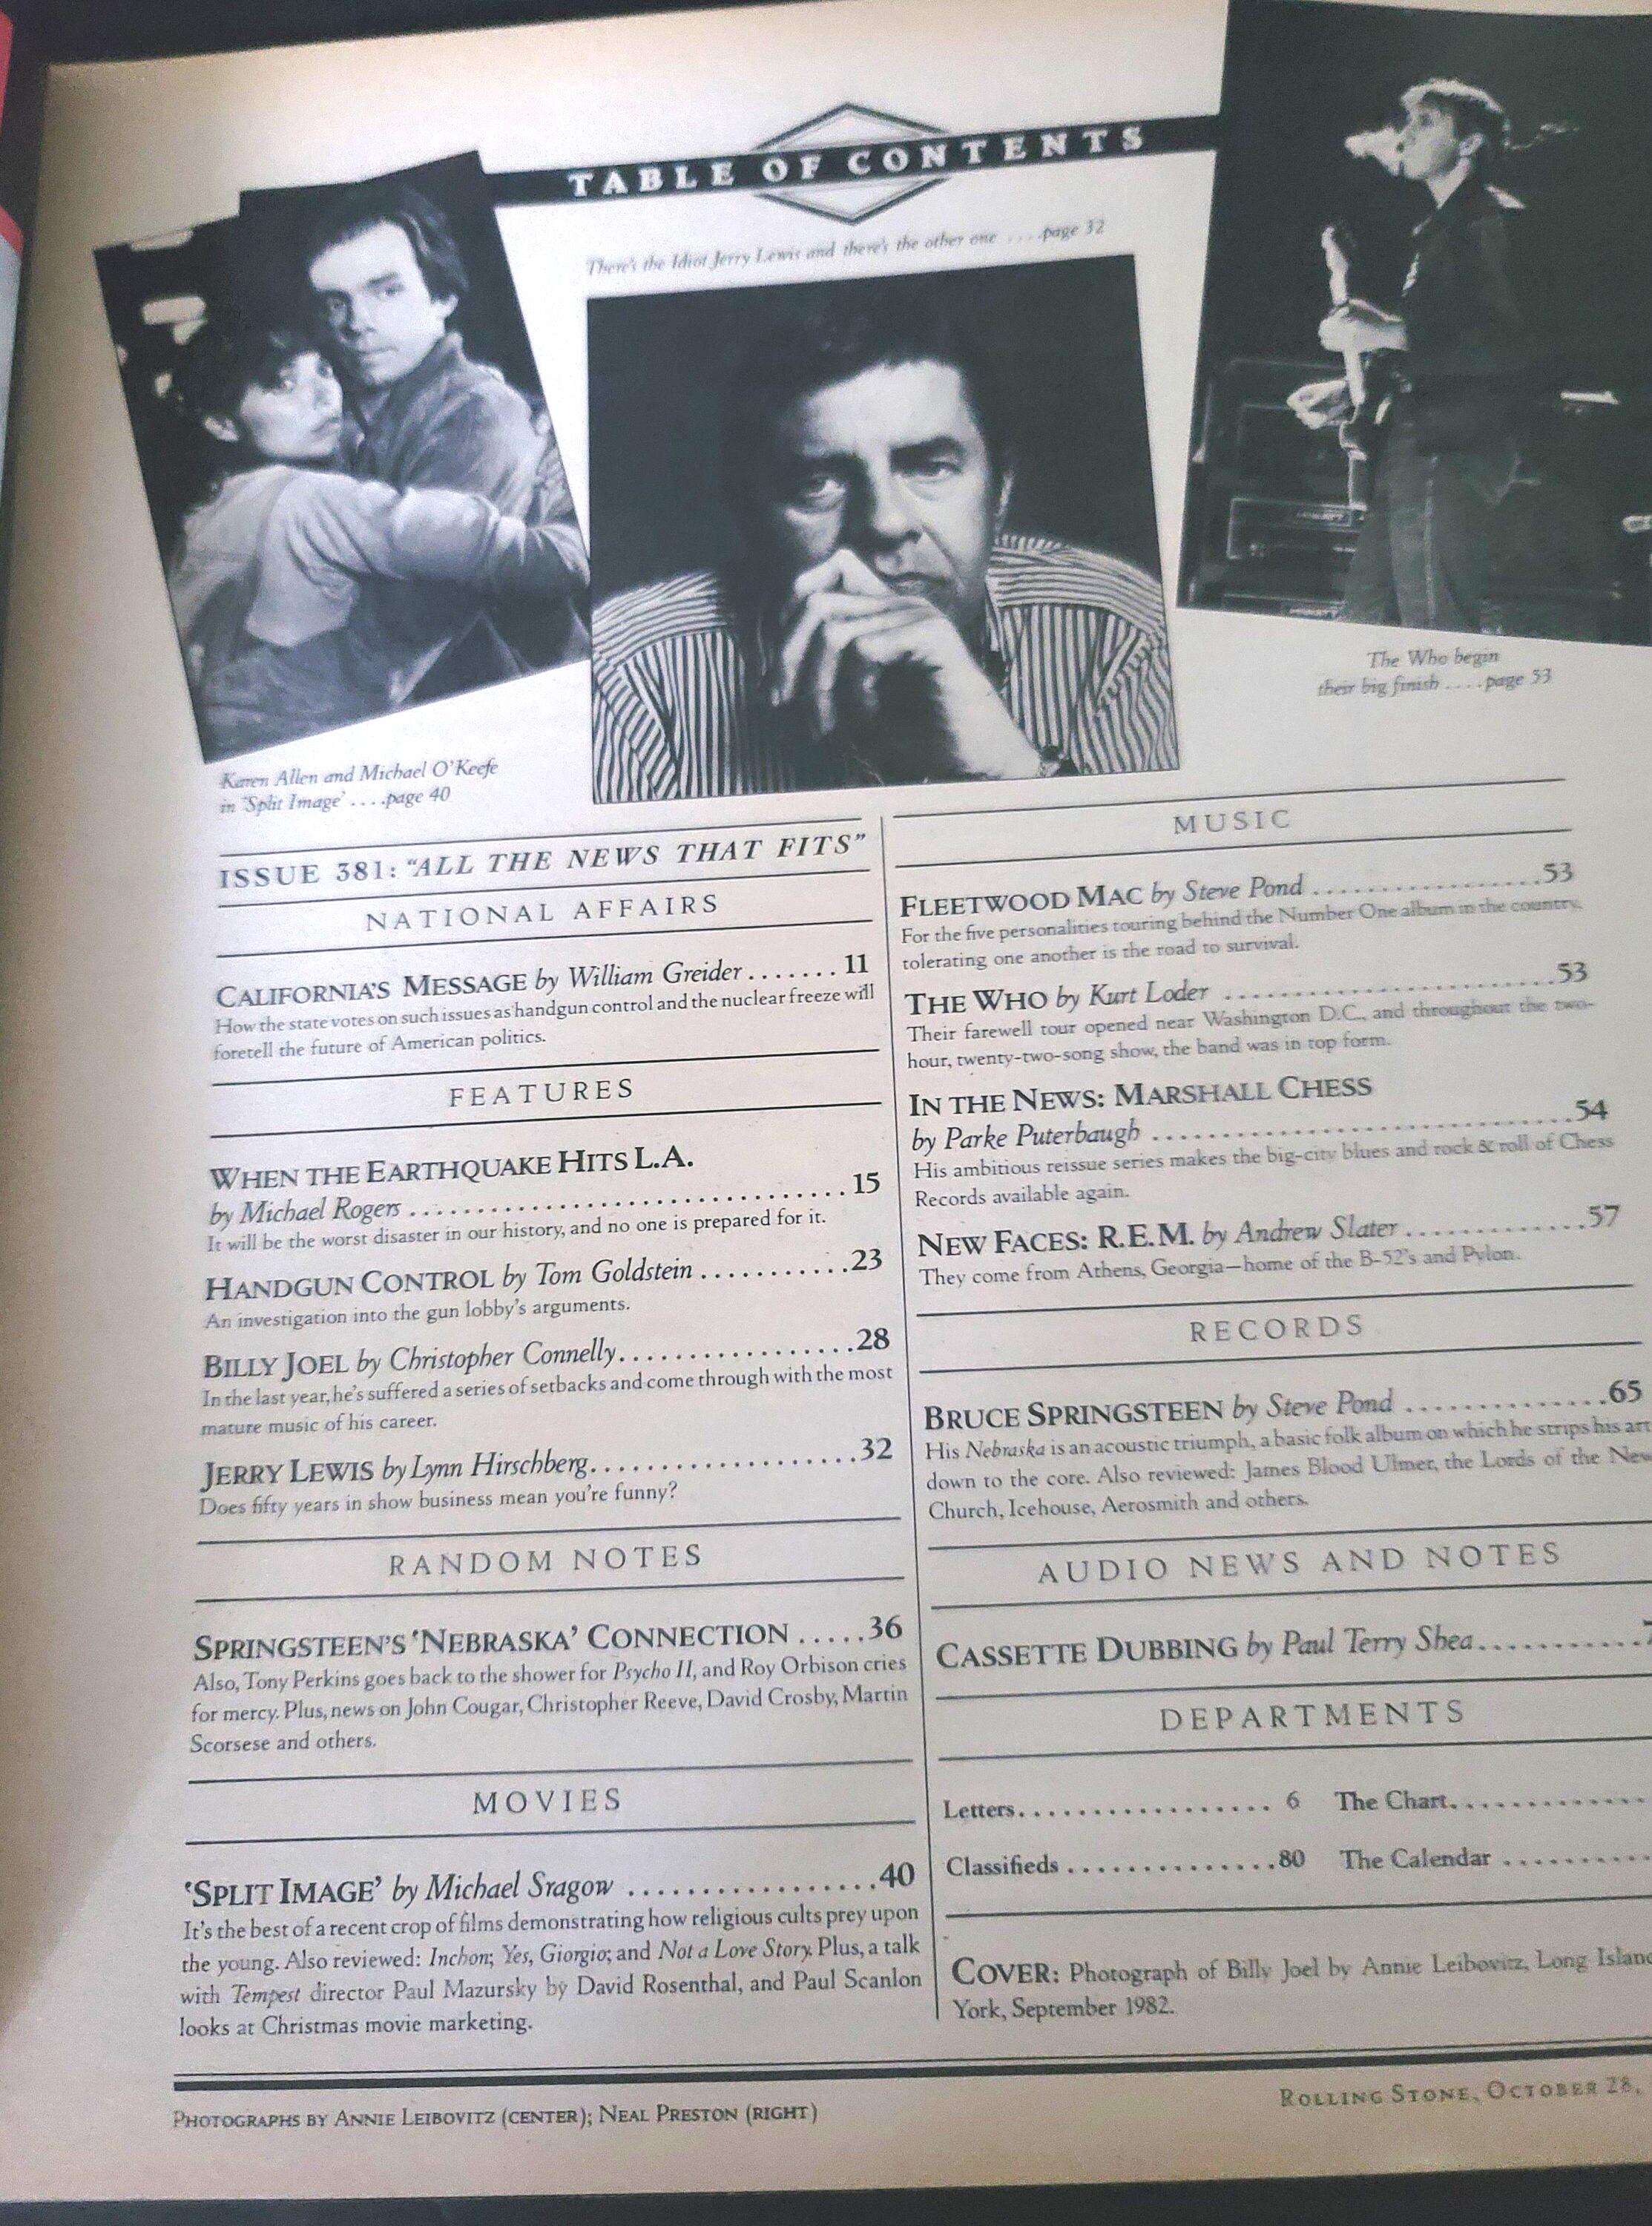 TABLE OF CONTENTS
There's the Idiot Jerry Lewis and there's the other one ....page 32
The Who begin
their big finish ....page 53
Karen Allen and Michael O'Keefe
in 'Split Image' ....page 40
ISSUE 381: "ALL THE NEWS THAT FITS"
NATIONAL AFFAIRS
CALIFORNIA'S MESSAGE by William Greider.......11
How the state votes on such issues as handgun control and the nuclear freeze will
foretell the future of American politics.
FEATURES
WHEN THE EARTHQUAKE HITS L.A.
by Michael Rogers ................................15
It will be the worst disaster in our history, and no one is prepared for it.
HANDGUN CONTROL by Tom Goldstein...........23
An investigation into the gun lobby's arguments.
BILLY JOEL by Christopher Connelly.................28
In the last year, he's suffered a series of setbacks and come through with the most
mature music of his career.
JERRY LEWIS by Lynn Hirschberg...................32
Does fifty years in show business mean you're funny?
RANDOM NOTES
SPRINGSTEEN'S 'NEBRASKA' CONNECTION.....36
Also, Tony Perkins goes back to the shower for Psycho II, and Roy Orbison cries
for mercy. Plus, news on John Cougar, Christopher Reeve, David Crosby, Martin
Scorsese and others.
MOVIES
'SPLIT IMAGE' by Michael Sragow .................40
It's the best of a recent crop of films demonstrating how religious cults prey upon
the young. Also reviewed: Inchon; Yes, Giorgio; and Not a Love Story. Plus, a talk
with Tempest director Paul Mazursky by David Rosenthal, and Paul Scanlon
looks at Christmas movie marketing.
MUSIC
FLEETWOOD MAC by Steve Pond.................53
For the five personalities touring behind the Number One album in the country,
tolerating one another is the road to survival.
THE WHO by Kurt Loder ........................53
Their farewell tour opened near Washington D.C., and throughout the two-
hour, twenty-two-song show, the band was in top form.
IN THE NEWS: MARSHALL CHESS
by Parke Puterbaugh ..............................54
His ambitious reissue series makes the big-city blues and rock & roll of Chess
Records available again.
NEW FACES: R.E.M. by Andrew Slater.............57
They come from Athens, Georgia—home of the B-52's and Pylon.
RECORDS
BRUCE SPRINGSTEEN by Steve Pond ..............65
His Nebraska is an acoustic triumph, a basic folk album on which he strips his art
down to the core. Also reviewed: James Blood Ulmer, the Lords of the New
Church, Icehouse, Aerosmith and others.
AUDIO NEWS AND NOTES
CASSETTE DUBBING by Paul Terry Shea...........7
DEPARTMENTS
Letters.................. 6 The Chart.............
Classifieds...............80 The Calendar ...........
COVER: Photograph of Billy Joel by Annie Leibovitz, Long Island
York, September 1982.
PHOTOGRAPHS BY ANNIE LEIBOVITZ (CENTER); NEAL PRESTON (RIGHT)
ROLLING STONE, OCTOBER 28,